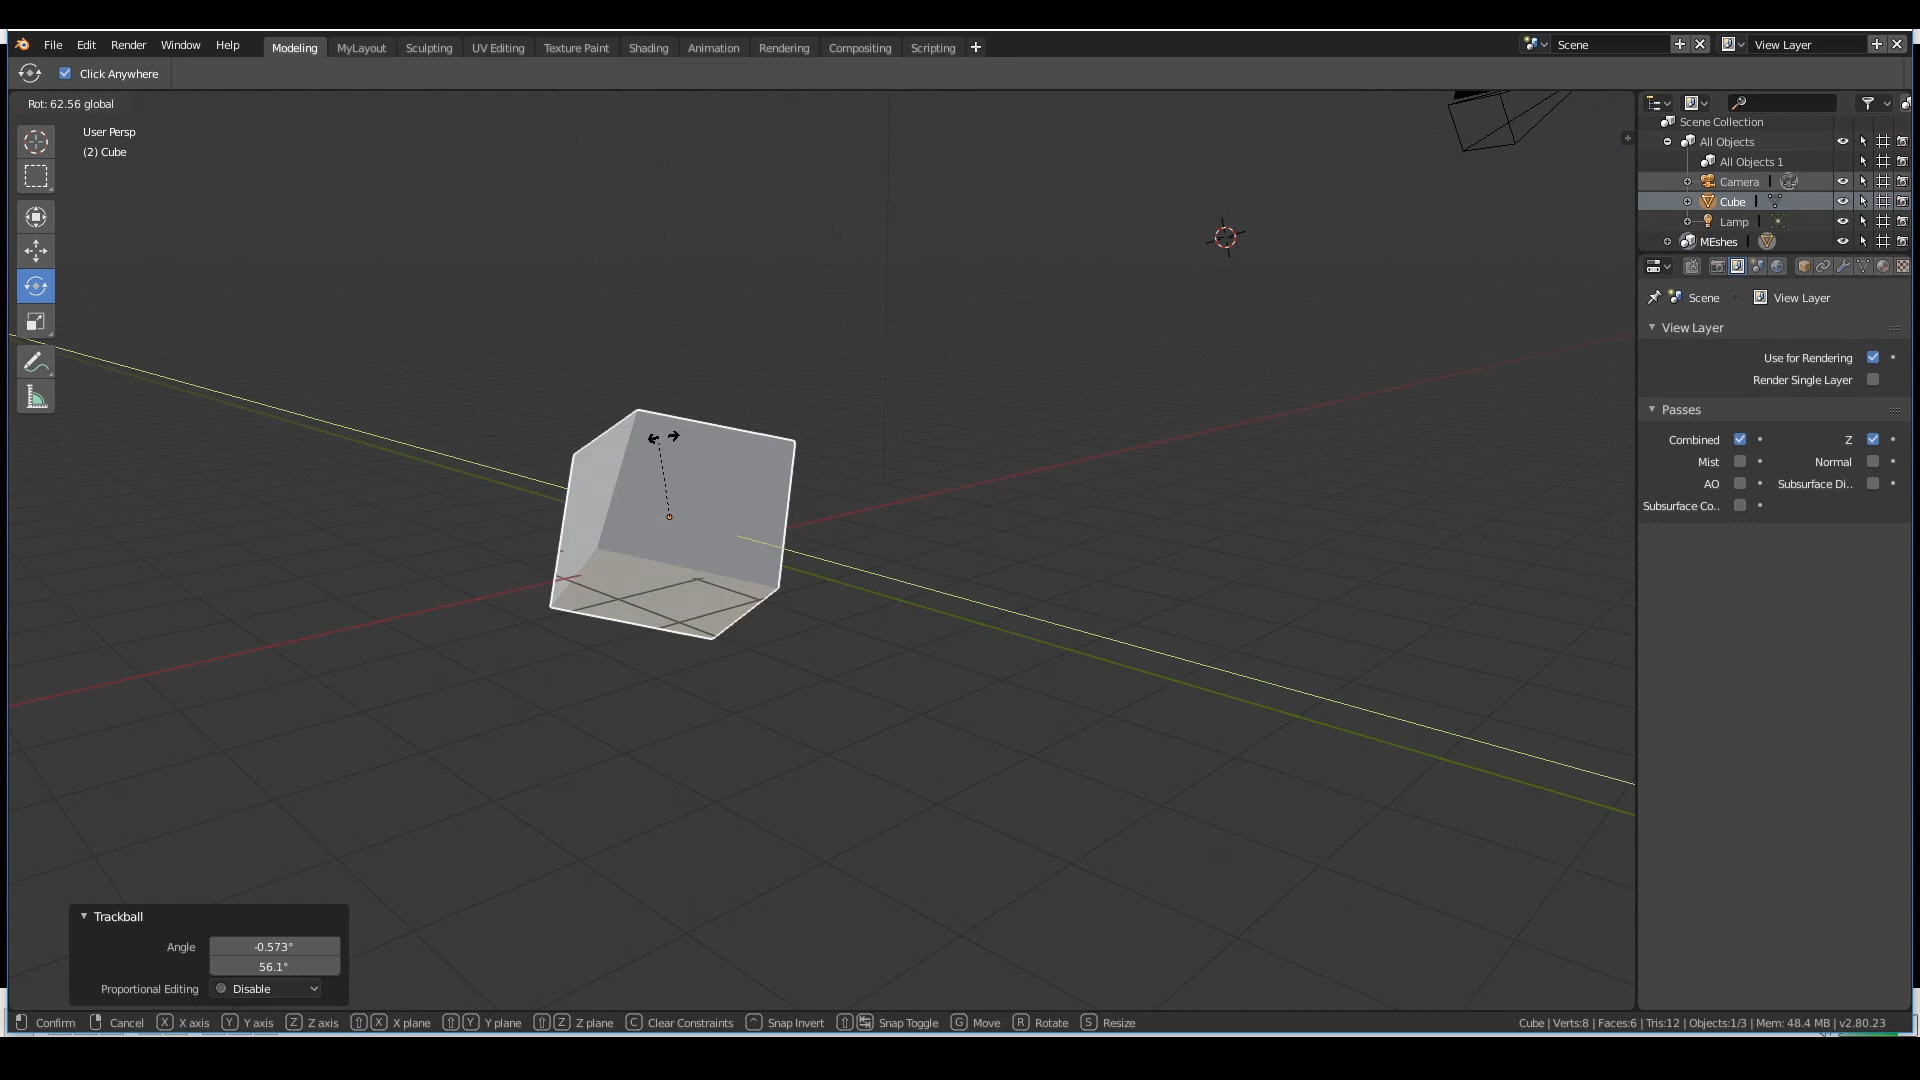 File Edit Render Window Help Modeling MyLayout Sculpting UV Editing Texture Paint Shading Animation Rendering Compositing Scripting Scene View Layer
Click Anywhere
Rot: 62.56 global
User Persp
(2) Cube
Scene Collection
All Objects
All Objects 1
Camera
Cube
Lamp
MEshes
Scene View Layer
View Layer
Use for Rendering
Render Single Layer
Passes
Combined Z
Mist Normal
AO Subsurface Di..
Subsurface Co..
Trackball
Angle -0.573°
56.1°
Proportional Editing Disable
Confirm Cancel X X axis Y Y axis Z Z axis X X plane Y Y plane Z Z plane C Clear Constraints Snap Invert Snap Toggle G Move R Rotate S Resize Cube | Verts:8 | Faces:6 | Tris:12 | Objects:1/3 | Mem: 48.4 MB | v2.80.23